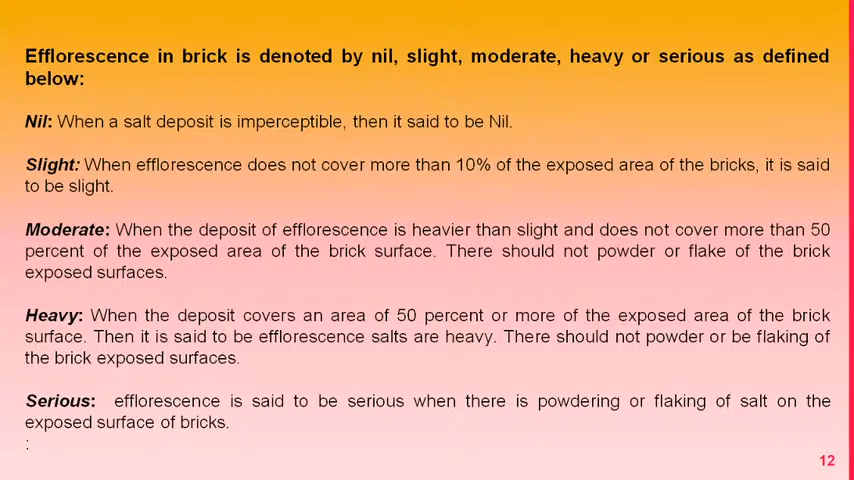 Efflorescence in brick is denoted by nil, slight, moderate, heavy or serious as defined
below:
Nil: When a salt deposit is imperceptible, then it said to be Nil.
Slight: When efflorescence does not cover more than 10% of the exposed area of the bricks, it is said
to be slight.
Moderate: When the deposit of efflorescence is heavier than slight and does not cover more than 50
percent of the exposed area of the brick surface. There should not powder or flake of the brick
exposed surfaces.
Heavy: When the deposit covers an area of 50 percent or more of the exposed area of the brick
surface. Then it is said to be efflorescence salts are heavy. There should not powder or be flaking of
the brick exposed surfaces.
Serious: efflorescence is said to be serious when there is powdering or flaking of salt on the
exposed surface of bricks.
:
12